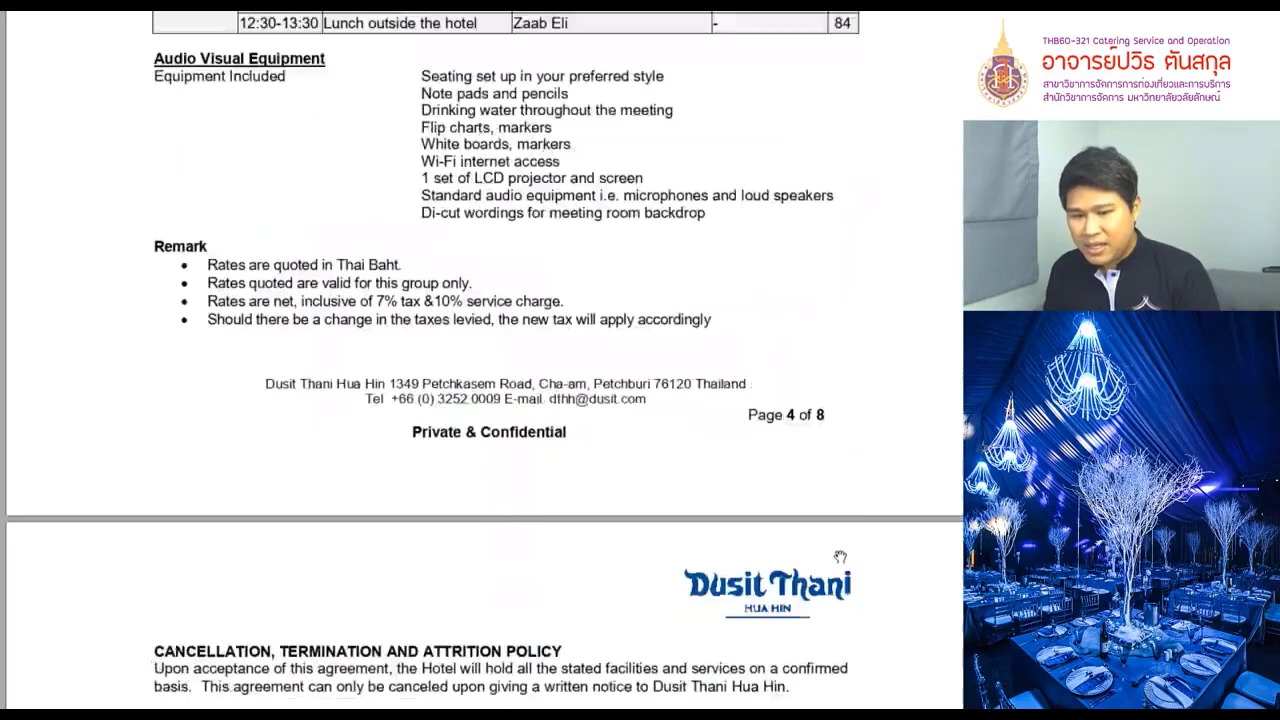 12:30-13:30 Lunch outside the hotel Zaab Eli - 84
Audio Visual Equipment
Equipment Included Seating set up in your preferred style
Note pads and pencils
Drinking water throughout the meeting
Flip charts, markers
White boards, markers
Wi-Fi internet access
1 set of LCD projector and screen
Standard audio equipment i.e. microphones and loud speakers
Di-cut wordings for meeting room backdrop
Remark
• Rates are quoted in Thai Baht.
• Rates quoted are valid for this group only.
• Rates are net, inclusive of 7% tax &10% service charge.
• Should there be a change in the taxes levied, the new tax will apply accordingly
Dusit Thani Hua Hin 1349 Petchkasem Road, Cha-am, Petchburi 76120 Thailand
Tel +66 (0) 3252 0009 E-mail dthh@dusit.com
Page 4 of 8
Private & Confidential
Dusit Thani
HUA HIN
CANCELLATION, TERMINATION AND ATTRITION POLICY
Upon acceptance of this agreement, the Hotel will hold all the stated facilities and services on a confirmed
basis. This agreement can only be canceled upon giving a written notice to Dusit Thani Hua Hin.
THB60-321 Catering Service and Operation
อาจารย์ปวิธ ตันสกุล
สาขาวิชาการจัดการการท่องเที่ยวและการบริการ
สำนักวิชาการจัดการ มหาวิทยาลัยวลัยลักษณ์